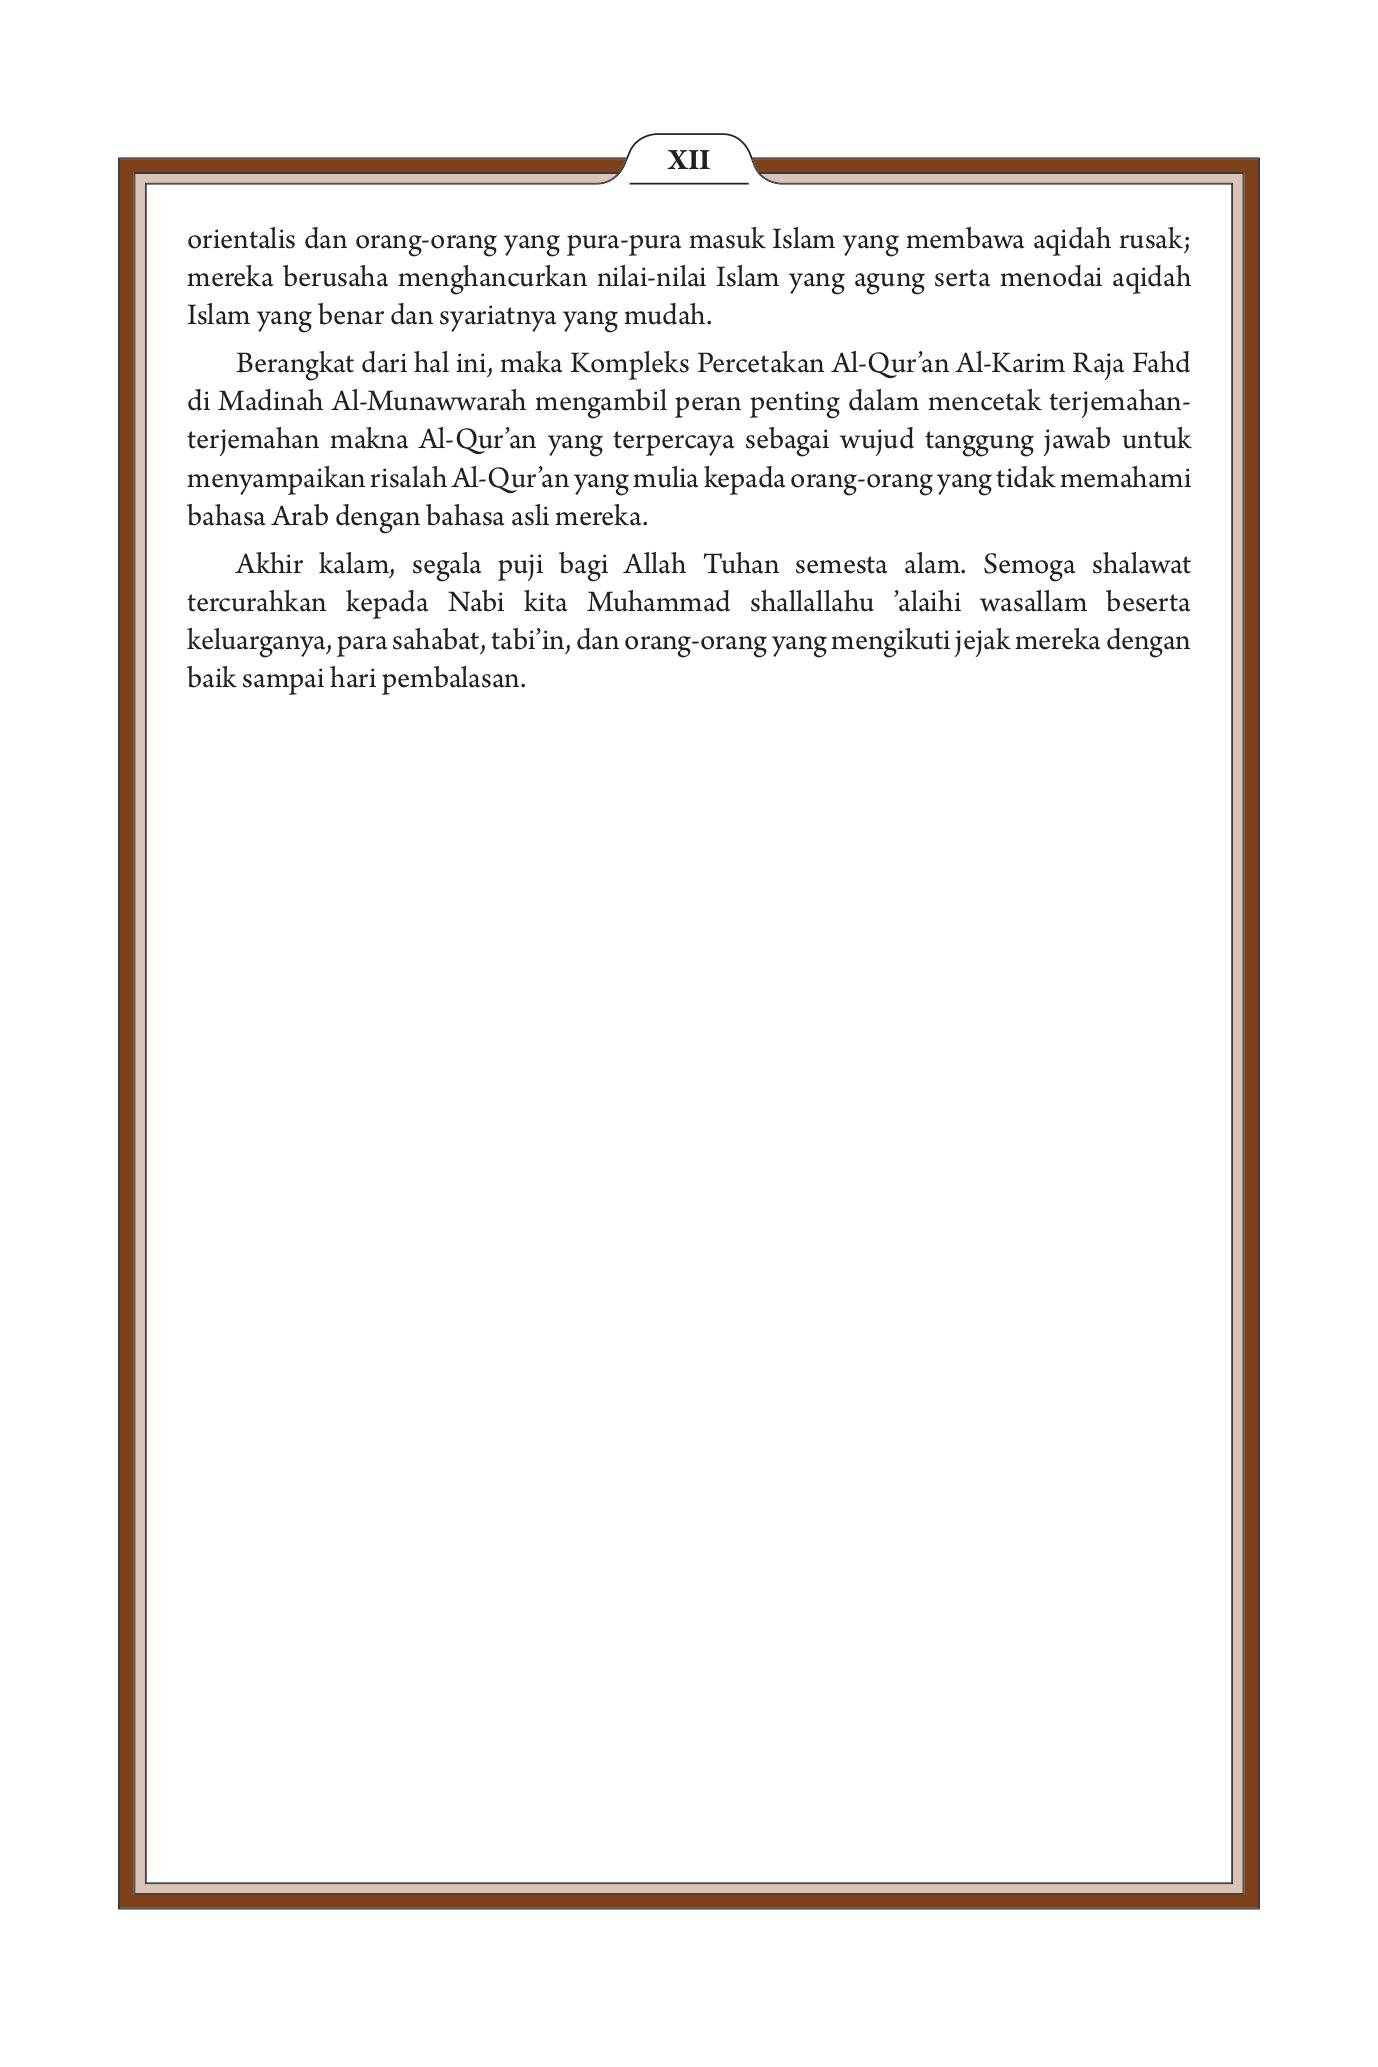 XII
orientalis dan orang-orang yang pura-pura masuk Islam yang membawa aqidah rusak;
mereka berusaha menghancurkan nilai-nilai Islam yang agung serta menodai aqidah
Islam yang benar dan syariatnya yang mudah.
Berangkat dari hal ini, maka Kompleks Percetakan Al-Qur’an Al-Karim Raja Fahd
di Madinah Al-Munawwarah mengambil peran penting dalam mencetak terjemahan-
terjemahan makna Al-Qur’an yang terpercaya sebagai wujud tanggung jawab untuk
menyampaikan risalah Al-Qur’an yang mulia kepada orang-orang yang tidak memahami
bahasa Arab dengan bahasa asli mereka.
Akhir kalam, segala puji bagi Allah Tuhan semesta alam. Semoga shalawat
tercurahkan kepada Nabi kita Muhammad shallallahu ’alaihi wasallam beserta
keluarganya, para sahabat, tabi’in, dan orang-orang yang mengikuti jejak mereka dengan
baik sampai hari pembalasan.